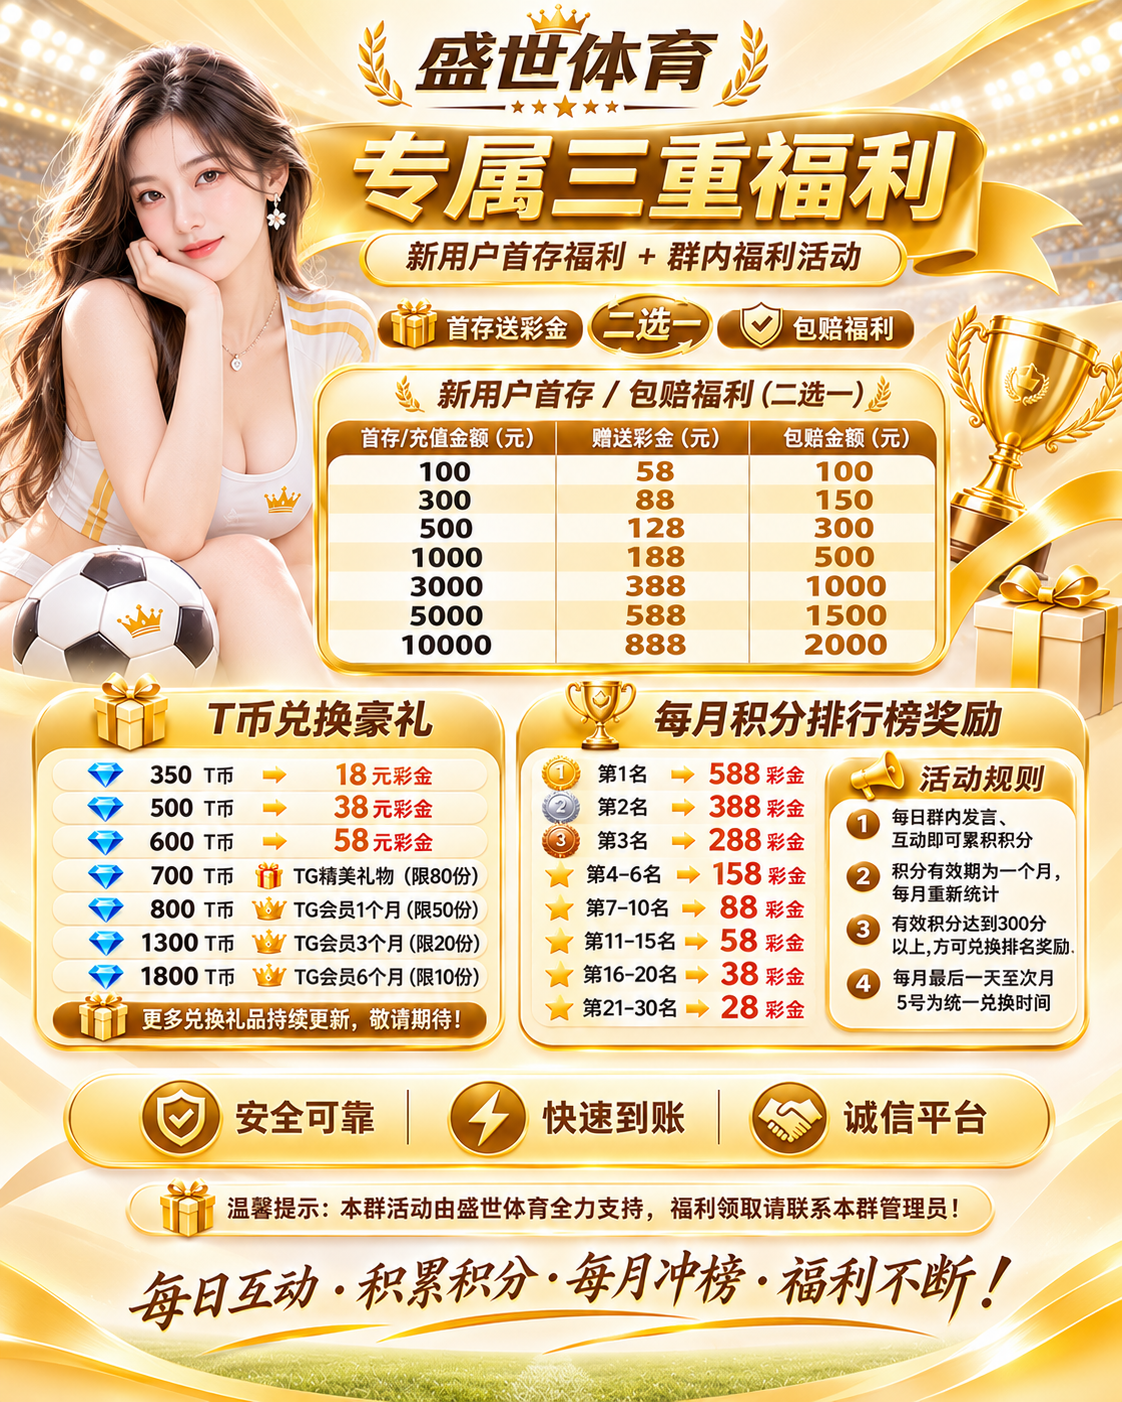 盛世体育
专属三重福利
新用户首存福利 + 群内福利活动
首存送彩金 二选一 包赔福利
新用户首存 / 包赔福利 (二选一)
首存/充值金额 (元) 赠送彩金 (元) 包赔金额 (元)
100 58 100
300 88 150
500 128 300
1000 188 500
3000 388 1000
5000 588 1500
10000 888 2000
T币兑换豪礼
350 T币 18元彩金
500 T币 38元彩金
600 T币 58元彩金
700 T币 TG精美礼物 (限80份)
800 T币 TG会员1个月 (限50份)
1300 T币 TG会员3个月 (限20份)
1800 T币 TG会员6个月 (限10份)
更多兑换礼品持续更新，敬请期待！
每月积分排行榜奖励
1 第1名 588 彩金
2 第2名 388 彩金
3 第3名 288 彩金
第4-6名 158 彩金
第7-10名 88 彩金
第11-15名 58 彩金
第16-20名 38 彩金
第21-30名 28 彩金
活动规则
1 每日群内发言、
互动即可累积积分
2 积分有效期为一个月，
每月重新统计
3 有效积分达到300分
以上,方可兑换排名奖励.
4 每月最后一天至次月
5号为统一兑换时间
安全可靠 快速到账 诚信平台
温馨提示：本群活动由盛世体育全力支持，福利领取请联系本群管理员！
每日互动·积累积分·每月冲榜·福利不断！